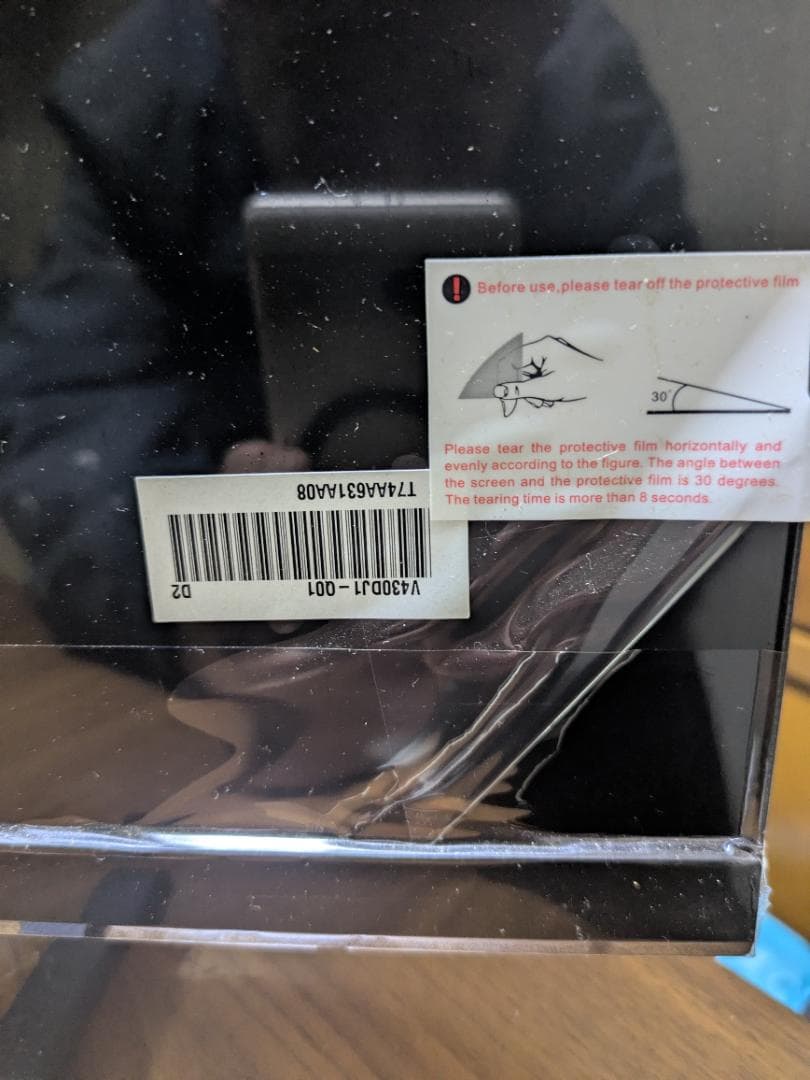 Before use,please tear off the protective film
30°
Please tear the protective film horizontally and
evenly according to the figure. The angle between
the screen and the protective film is 30 degrees.
The tearing time is more than 8 seconds.
V430DJ1-Q01
D2
T74AAA631AA08